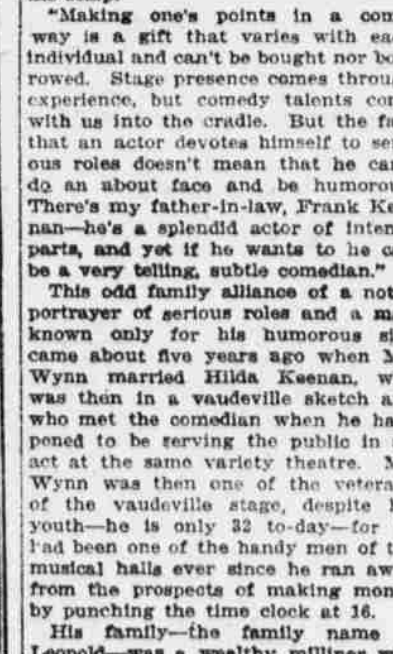 "Making one's points in a com
way is a gift that varies with ea
individual and can't be bought nor bo
rowed. Stage presence comes throu
experience, but comedy talents co
with us into the cradle. But the fa
that an actor devotes himself to se
ous roles doesn't mean that he ca
do an about face and be humorou
There's my father-in-law, Frank Ke
nan—he's a splendid actor of inten
parts, and yet if he wants to he c
be a very telling, subtle comedian."
This odd family alliance of a not
portrayer of serious roles and a m
known only for his humorous si
came about five years ago when M
Wynn married Hilda Keenan, w
was then in a vaudeville sketch a
who met the comedian when he ha
pened to be serving the public in
act at the same variety theatre. M
Wynn was then one of the vetera
of the vaudeville stage, despite h
youth—he is only 32 to-day—for
had been one of the handy men of t
musical halls ever since he ran aw
from the prospects of making mon
by punching the time clock at 16.
His family—the family name
Leopold—was a wealthy millinery